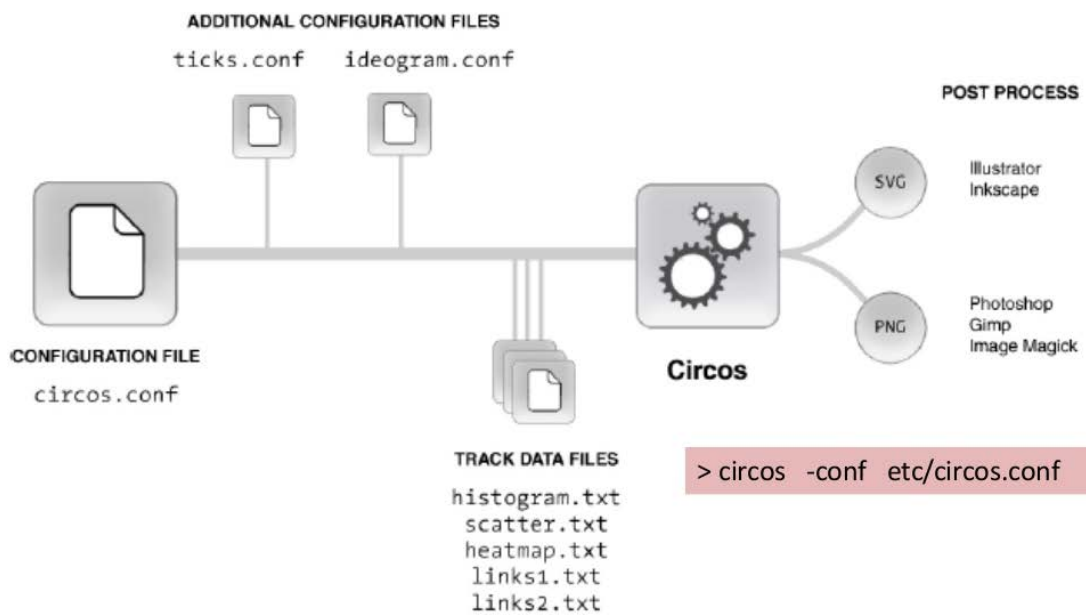 ADDITIONAL CONFIGURATION FILES
ticks.conf ideogram.conf
POST PROCESS
SVG
Illustrator
Inkscape
PNG
Photoshop
Gimp
Image Magick
CONFIGURATION FILE
circos.conf
Circos
TRACK DATA FILES
histogram.txt
scatter.txt
heatmap.txt
links1.txt
links2.txt
> circos -conf etc/circos.conf